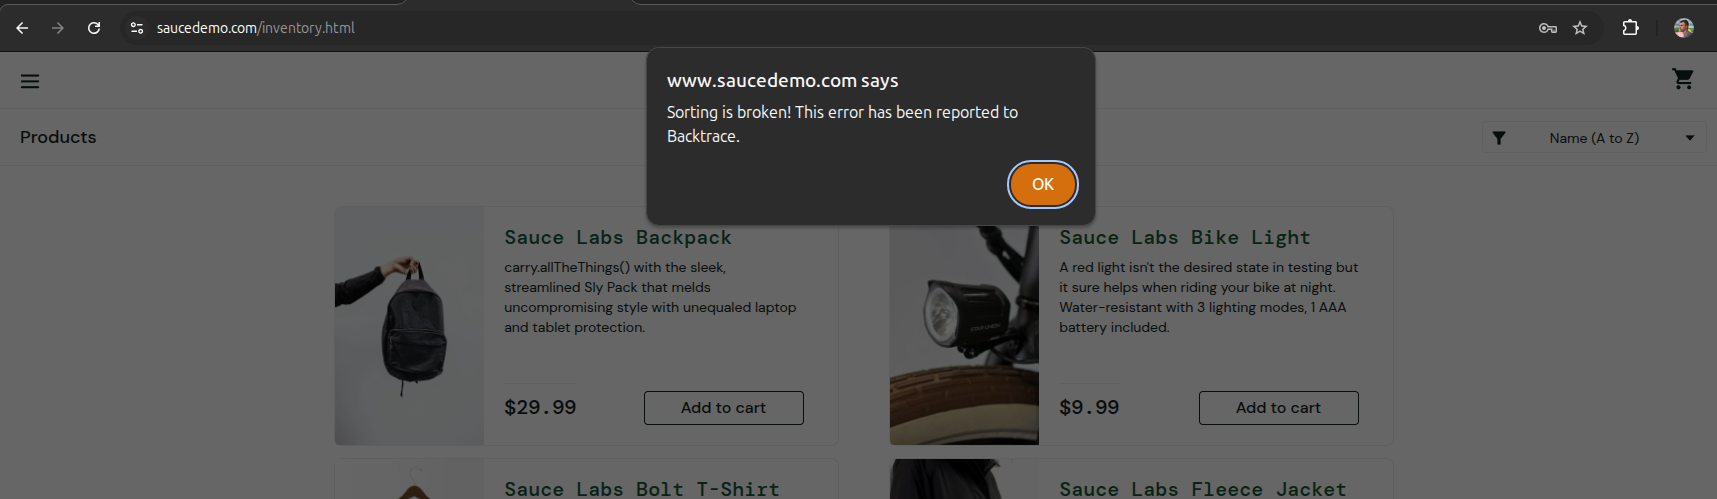 saucedemo.com/inventory.html
www.saucedemo.com says
Sorting is broken! This error has been reported to
Backtrace.
OK
Products
Name (A to Z)
Sauce Labs Backpack
carry.allTheThings() with the sleek,
streamlined Sly Pack that melds
uncompromising style with unequaled laptop
and tablet protection.
$29.99
Add to cart
Sauce Labs Bike Light
A red light isn't the desired state in testing but
it sure helps when riding your bike at night.
Water-resistant with 3 lighting modes, 1 AAA
battery included.
$9.99
Add to cart
Sauce Labs Bolt T-Shirt
Sauce Labs Fleece Jacket